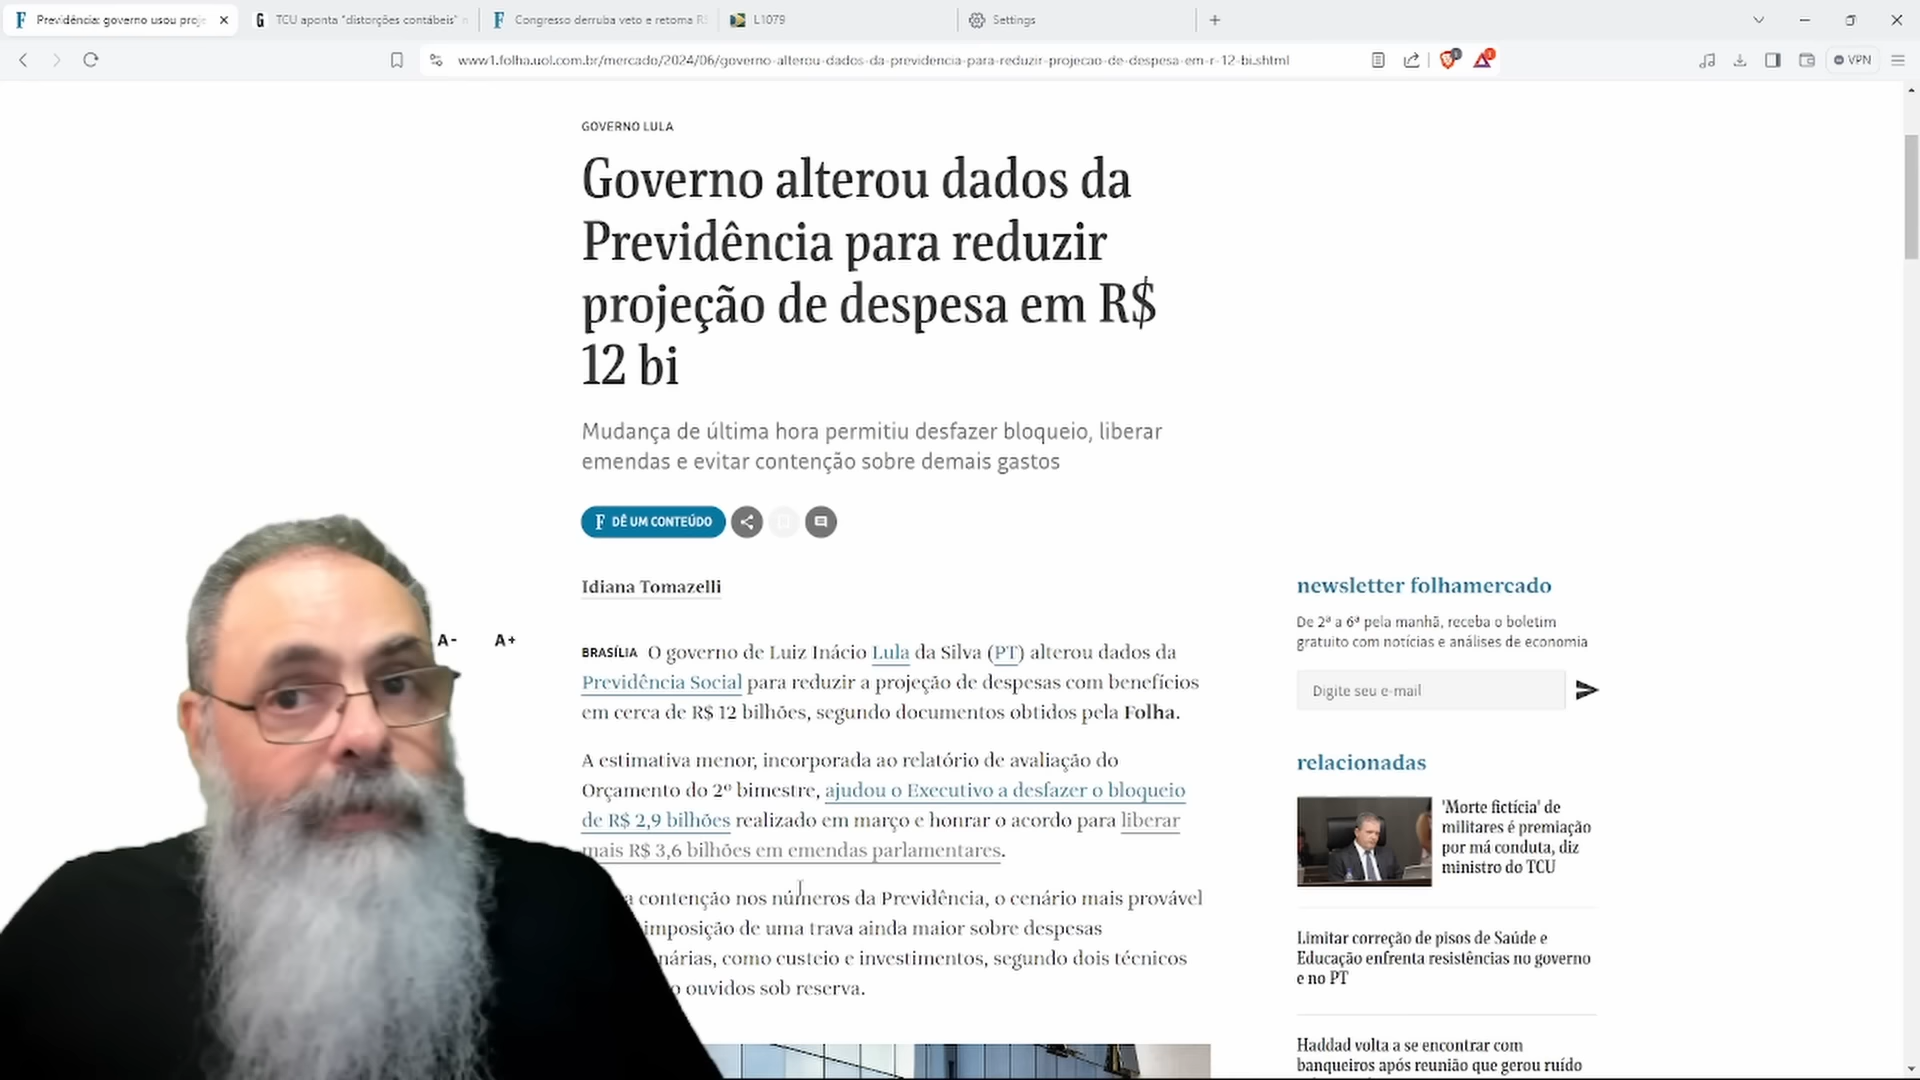 Previdência: governo usou proje
TCU aponta "distorções contábeis"
Congresso derruba veto e retoma R$
L1079
Settings
www1.folha.uol.com.br/mercado/2024/06/governo-alterou-dados-da-previdencia-para-reduzir-projecao-de-despesa-em-r-12-bi.shtml
VPN
GOVERNO LULA
Governo alterou dados da
Previdência para reduzir
projeção de despesa em R$
12 bi
Mudança de última hora permitiu desfazer bloqueio, liberar
emendas e evitar contenção sobre demais gastos
F DÊ UM CONTEÚDO
Idiana Tomazelli
A- A+
BRASÍLIA O governo de Luiz Inácio Lula da Silva (PT) alterou dados da
Previdência Social para reduzir a projeção de despesas com benefícios
em cerca de R$ 12 bilhões, segundo documentos obtidos pela Folha.
A estimativa menor, incorporada ao relatório de avaliação do
Orçamento do 2º bimestre, ajudou o Executivo a desfazer o bloqueio
de R$ 2,9 bilhões realizado em março e honrar o acordo para liberar
mais R$ 3,6 bilhões em emendas parlamentares.
a contenção nos números da Previdência, o cenário mais provável
imposição de uma trava ainda maior sobre despesas
nárias, como custeio e investimentos, segundo dois técnicos
o ouvidos sob reserva.
newsletter folhamercado
De 2ª a 6ª pela manhã, receba o boletim
gratuito com notícias e análises de economia
Digite seu e-mail
relacionadas
'Morte fictícia' de
militares é premiação
por má conduta, diz
ministro do TCU
Limitar correção de pisos de Saúde e
Educação enfrenta resistências no governo
e no PT
Haddad volta a se encontrar com
banqueiros após reunião que gerou ruído